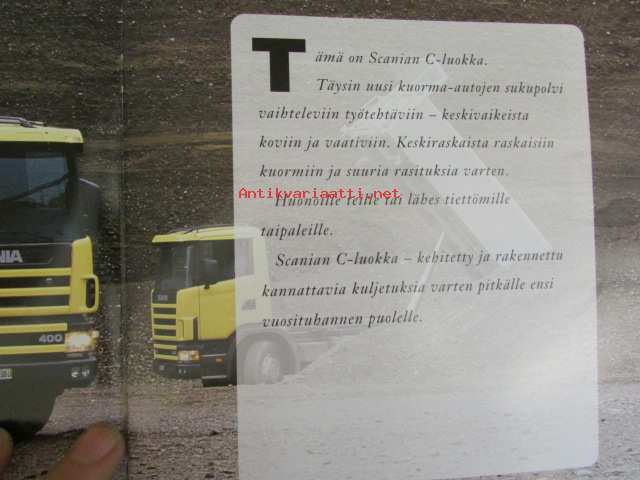 Tämä on Scanian C-luokka.
Täysin uusi kuorma-autojen sukupolvi
vaihteleviin työtehtäviin – keskivaikeista
koviin ja vaativiin. Keskiraskaista raskaisiin
kuormiin ja suuria rasituksia varten.
Antikvariaatti.net
Huonoille teille tai lähes tiettömille
taipaleille.
Scanian C-luokka – kehitetty ja rakennettu
kannattavia kuljetuksia varten pitkälle ensi
vuosituhannen puolelle.
NIA
400